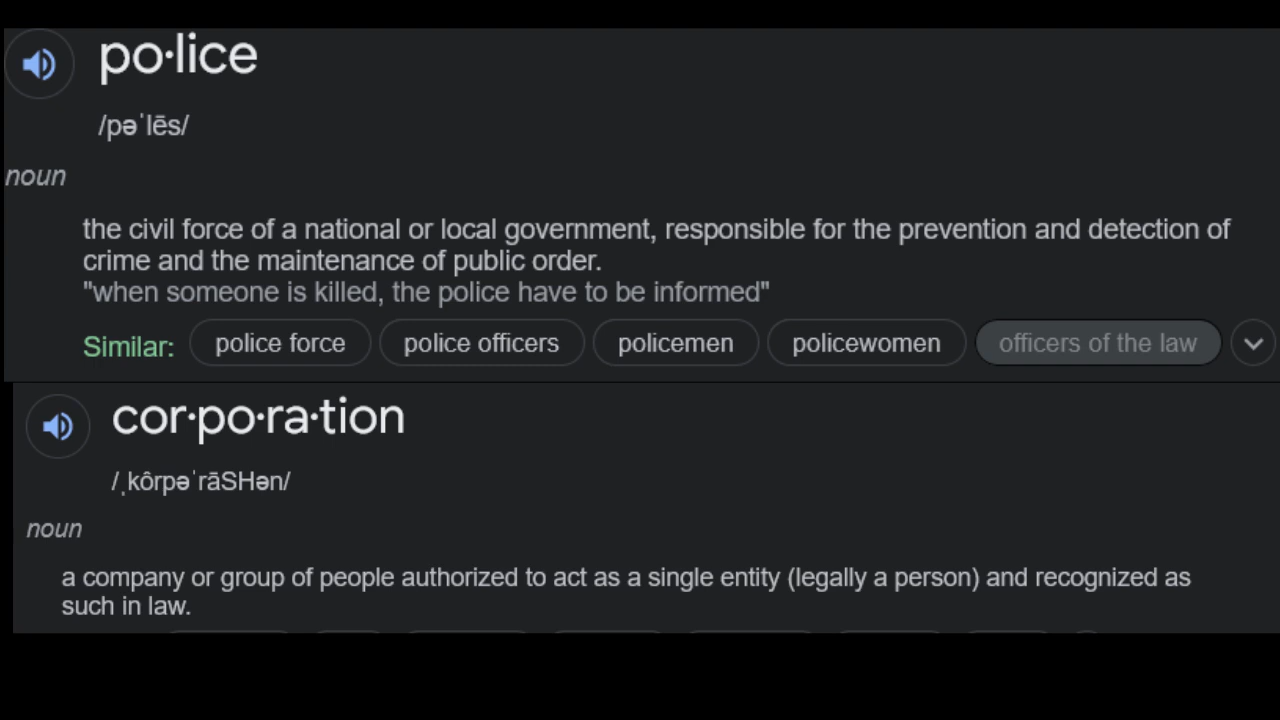 po·lice
/pəˈlēs/
noun
the civil force of a national or local government, responsible for the prevention and detection of
crime and the maintenance of public order.
"when someone is killed, the police have to be informed"
Similar: police force police officers policemen policewomen officers of the law
cor·po·ra·tion
/ˌkôrpəˈrāSHən/
noun
a company or group of people authorized to act as a single entity (legally a person) and recognized as
such in law.